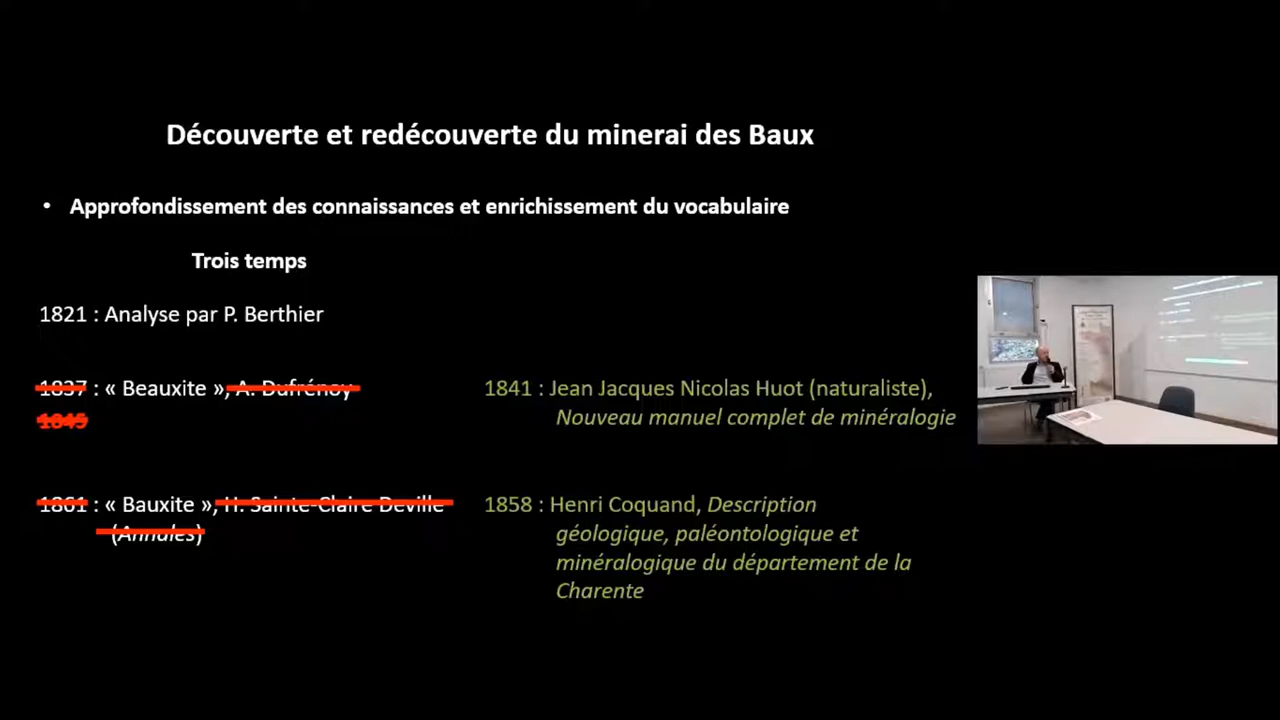 Découverte et redécouverte du minerai des Baux
• Approfondissement des connaissances et enrichissement du vocabulaire
Trois temps
1821 : Analyse par P. Berthier
1837 : « Beauxite », A. Dufrénoy
1845
1841 : Jean Jacques Nicolas Huot (naturaliste),
Nouveau manuel complet de minéralogie
1861 : « Bauxite », H. Sainte-Claire Deville
(Annales)
1858 : Henri Coquand, Description
géologique, paléontologique et
minéralogique du département de la
Charente